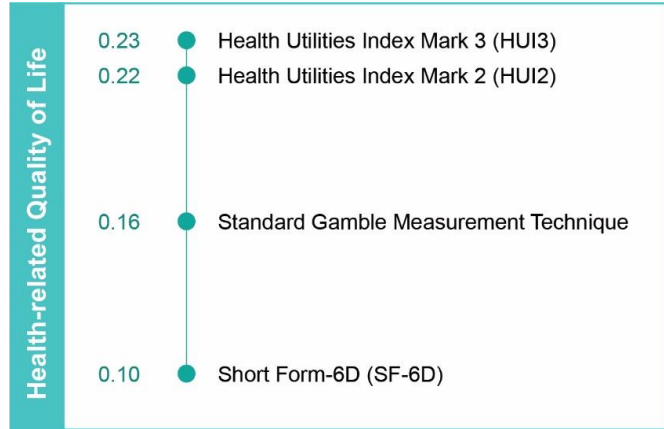 Health-related Quality of Life
0.23 Health Utilities Index Mark 3 (HUI3)
0.22 Health Utilities Index Mark 2 (HUI2)
0.16 Standard Gamble Measurement Technique
0.10 Short Form-6D (SF-6D)